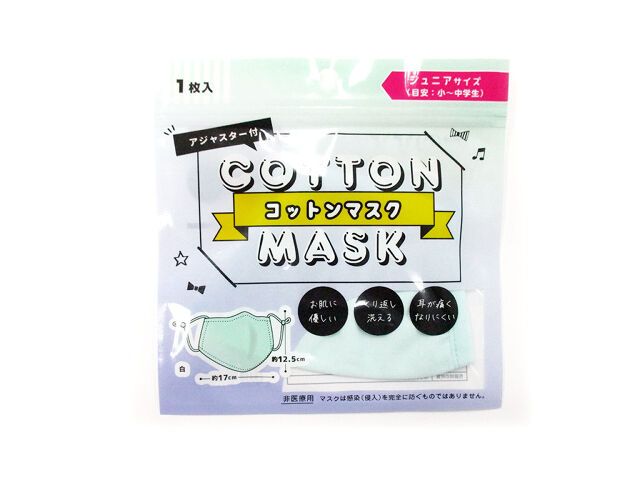 1枚入
ジュニアサイズ
(目安:小〜中学生)
アジャスター付
COTTON
コットンマスク
MASK
お肌に
優しい
くり返し
洗える
耳が痛く
なりにくい
約12.5cm
白
約17cm
非医療用 マスクは感染(侵入)を完全に防ぐものではありません。